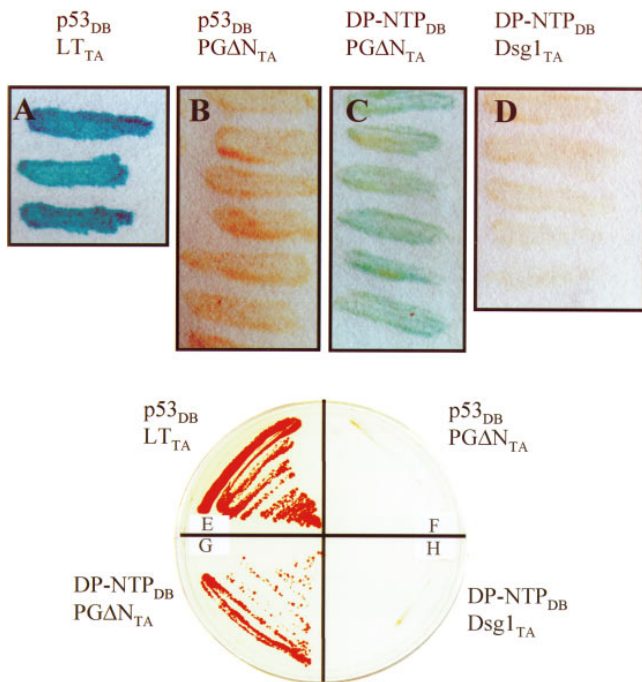 p53DB
LTTA
p53DB
PGΔNTA
DP-NTPDB
PGΔNTA
DP-NTPDB
Dsg1TA
A
B
C
D
p53DB
LTTA
p53DB
PGΔNTA
E
F
G
H
DP-NTPDB
PGΔNTA
DP-NTPDB
Dsg1TA